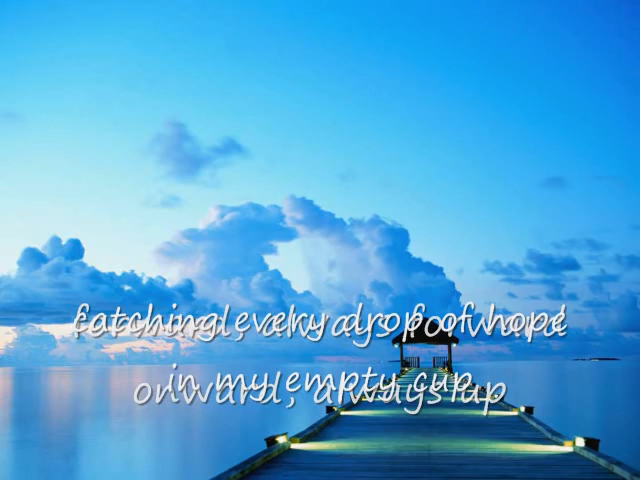 catching every drop of hope
in my empty cup
onward, always up